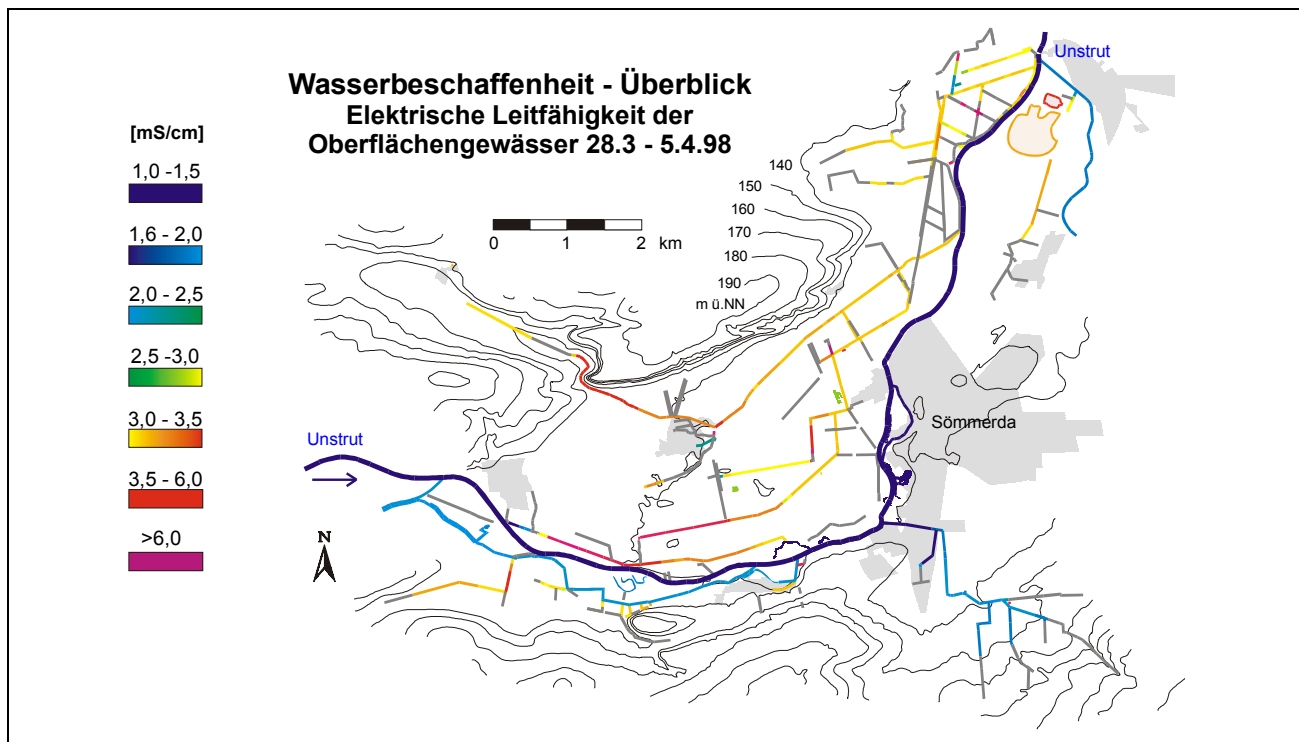 Wasserbeschaffenheit - Überblick
Elektrische Leitfähigkeit der
Oberflächengewässer 28.3 - 5.4.98
Unstrut
[mS/cm]
1,0 -1,5
1,6 - 2,0
2,0 - 2,5
2,5 -3,0
3,0 - 3,5
3,5 - 6,0
>6,0
140
150
160
170
180
190
m ü.NN
0 1 2 km
Sömmerda
Unstrut
N